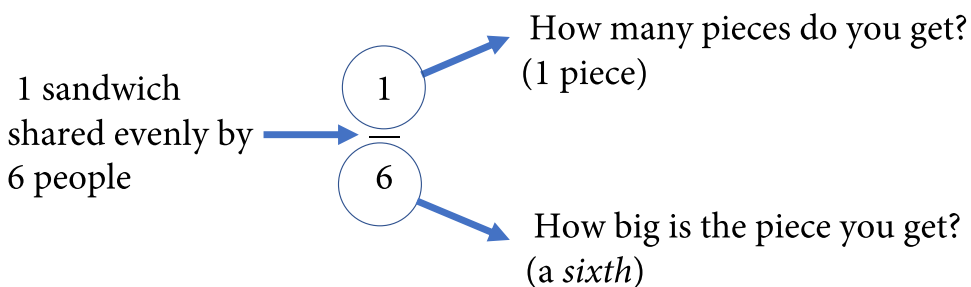 1 sandwich
shared evenly by
6 people
1
6
How many pieces do you get?
(1 piece)
How big is the piece you get?
(a sixth)